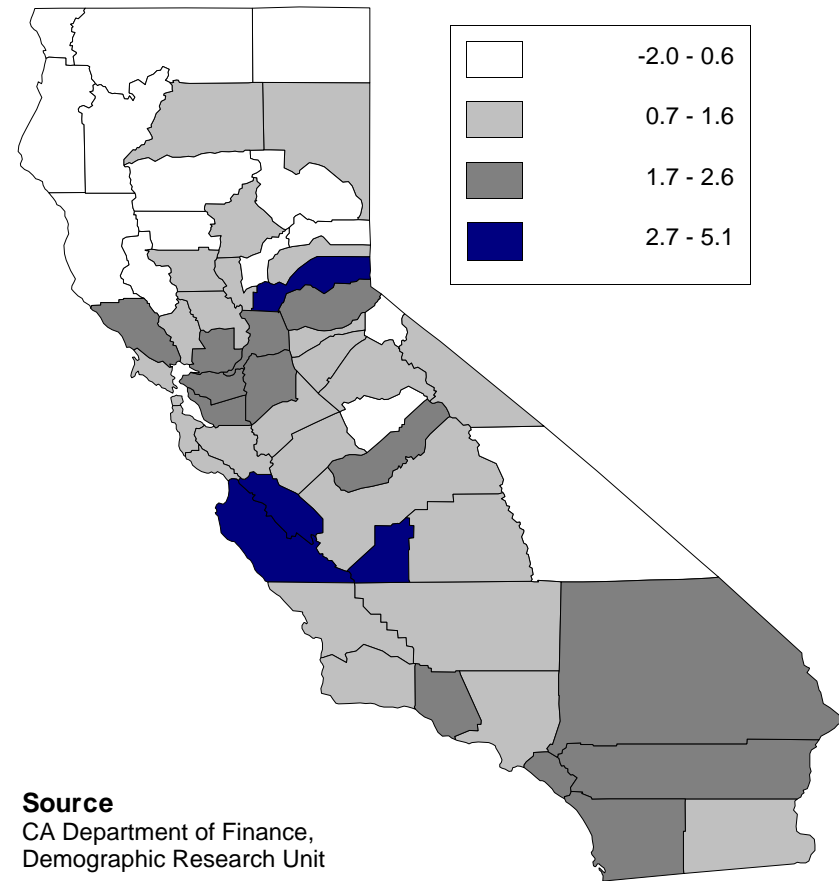 -2.0 - 0.6
0.7 - 1.6
1.7 - 2.6
2.7 - 5.1
Source
CA Department of Finance,
Demographic Research Unit